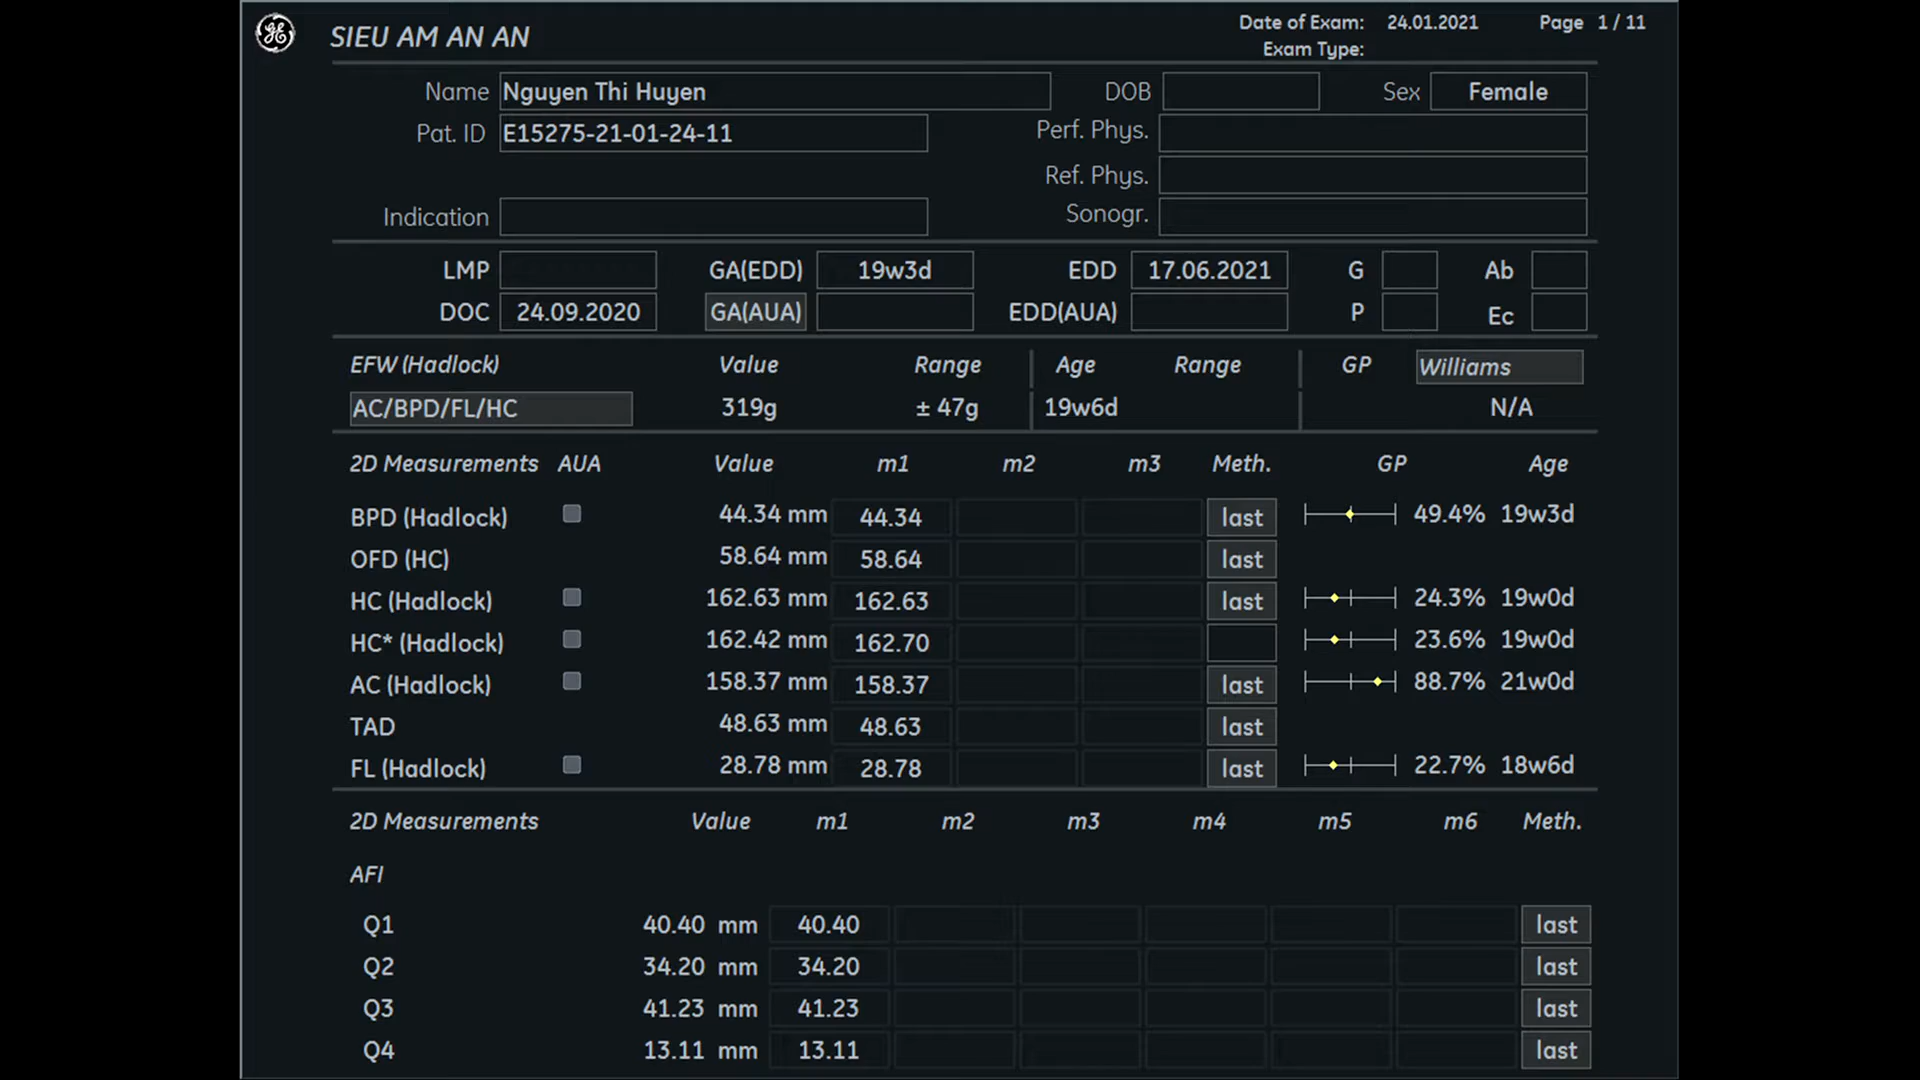 GE
SIEU AM AN AN
Date of Exam: 24.01.2021 Page 1 / 11
Exam Type:
Name Nguyen Thi Huyen DOB Sex Female
Pat. ID E15275-21-01-24-11 Perf. Phys.
Ref. Phys.
Indication Sonogr.
LMP GA(EDD) 19w3d EDD 17.06.2021 G Ab
DOC 24.09.2020 GA(AUA) EDD(AUA) P Ec
EFW (Hadlock) Value Range Age Range GP Williams
AC/BPD/FL/HC 319g ± 47g 19w6d N/A
2D Measurements AUA Value m1 m2 m3 Meth. GP Age
BPD (Hadlock) 44.34 mm 44.34 last 49.4% 19w3d
OFD (HC) 58.64 mm 58.64 last
HC (Hadlock) 162.63 mm 162.63 last 24.3% 19w0d
HC* (Hadlock) 162.42 mm 162.70 23.6% 19w0d
AC (Hadlock) 158.37 mm 158.37 last 88.7% 21w0d
TAD 48.63 mm 48.63 last
FL (Hadlock) 28.78 mm 28.78 last 22.7% 18w6d
2D Measurements Value m1 m2 m3 m4 m5 m6 Meth.
AFI
Q1 40.40 mm 40.40 last
Q2 34.20 mm 34.20 last
Q3 41.23 mm 41.23 last
Q4 13.11 mm 13.11 last